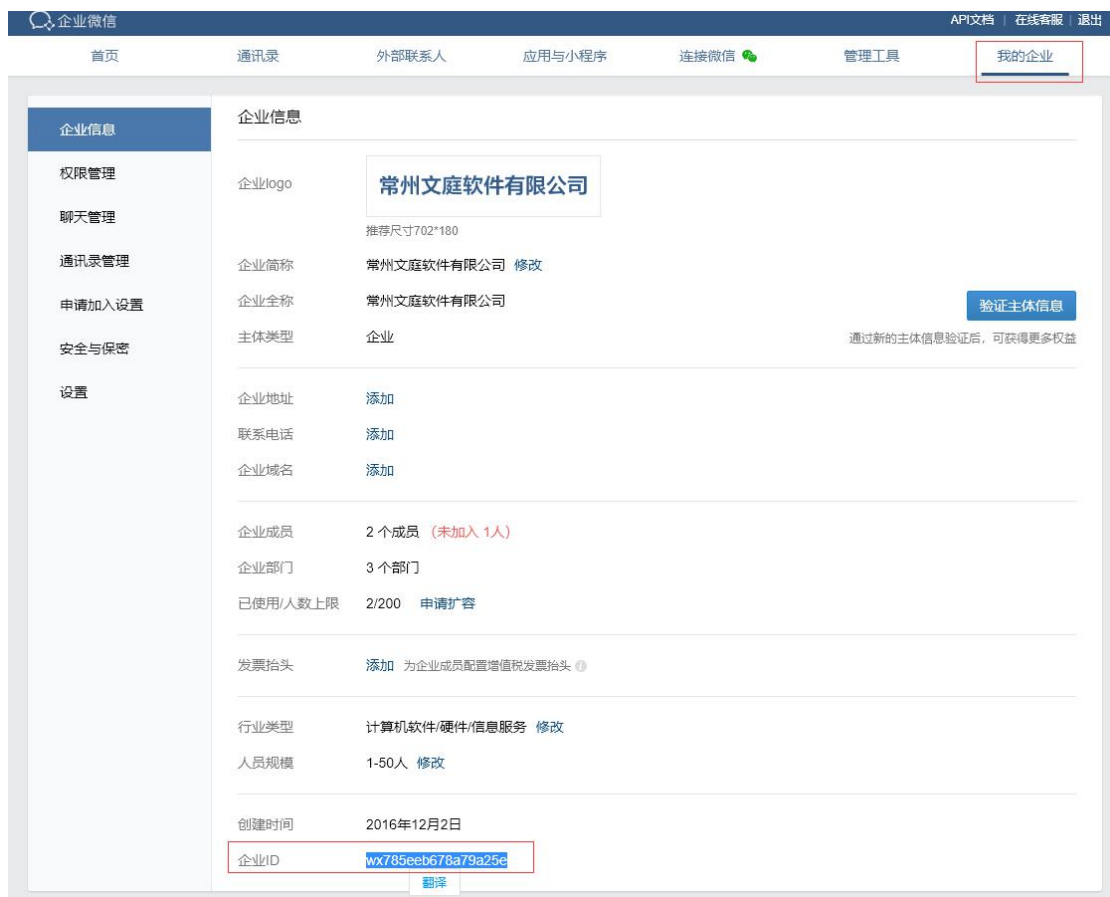 企业微信 API文档 | 在线客服 | 退出
首页 通讯录 外部联系人 应用与小程序 连接微信 管理工具 我的企业
企业信息
权限管理
聊天管理
通讯录管理
申请加入设置
安全与保密
设置
企业信息
企业logo 常州文庭软件有限公司
推荐尺寸702*180
企业简称 常州文庭软件有限公司 修改
企业全称 常州文庭软件有限公司 验证主体信息
主体类型 企业 通过新的主体信息验证后，可获得更多权益
企业地址 添加
联系电话 添加
企业域名 添加
企业成员 2 个成员 （未加入 1人）
企业部门 3 个部门
已使用/人数上限 2/200 申请扩容
发票抬头 添加 为企业成员配置增值税发票抬头
行业类型 计算机软件/硬件/信息服务 修改
人员规模 1-50人 修改
创建时间 2016年12月2日
企业ID wx785eeb678a79a25e
翻译